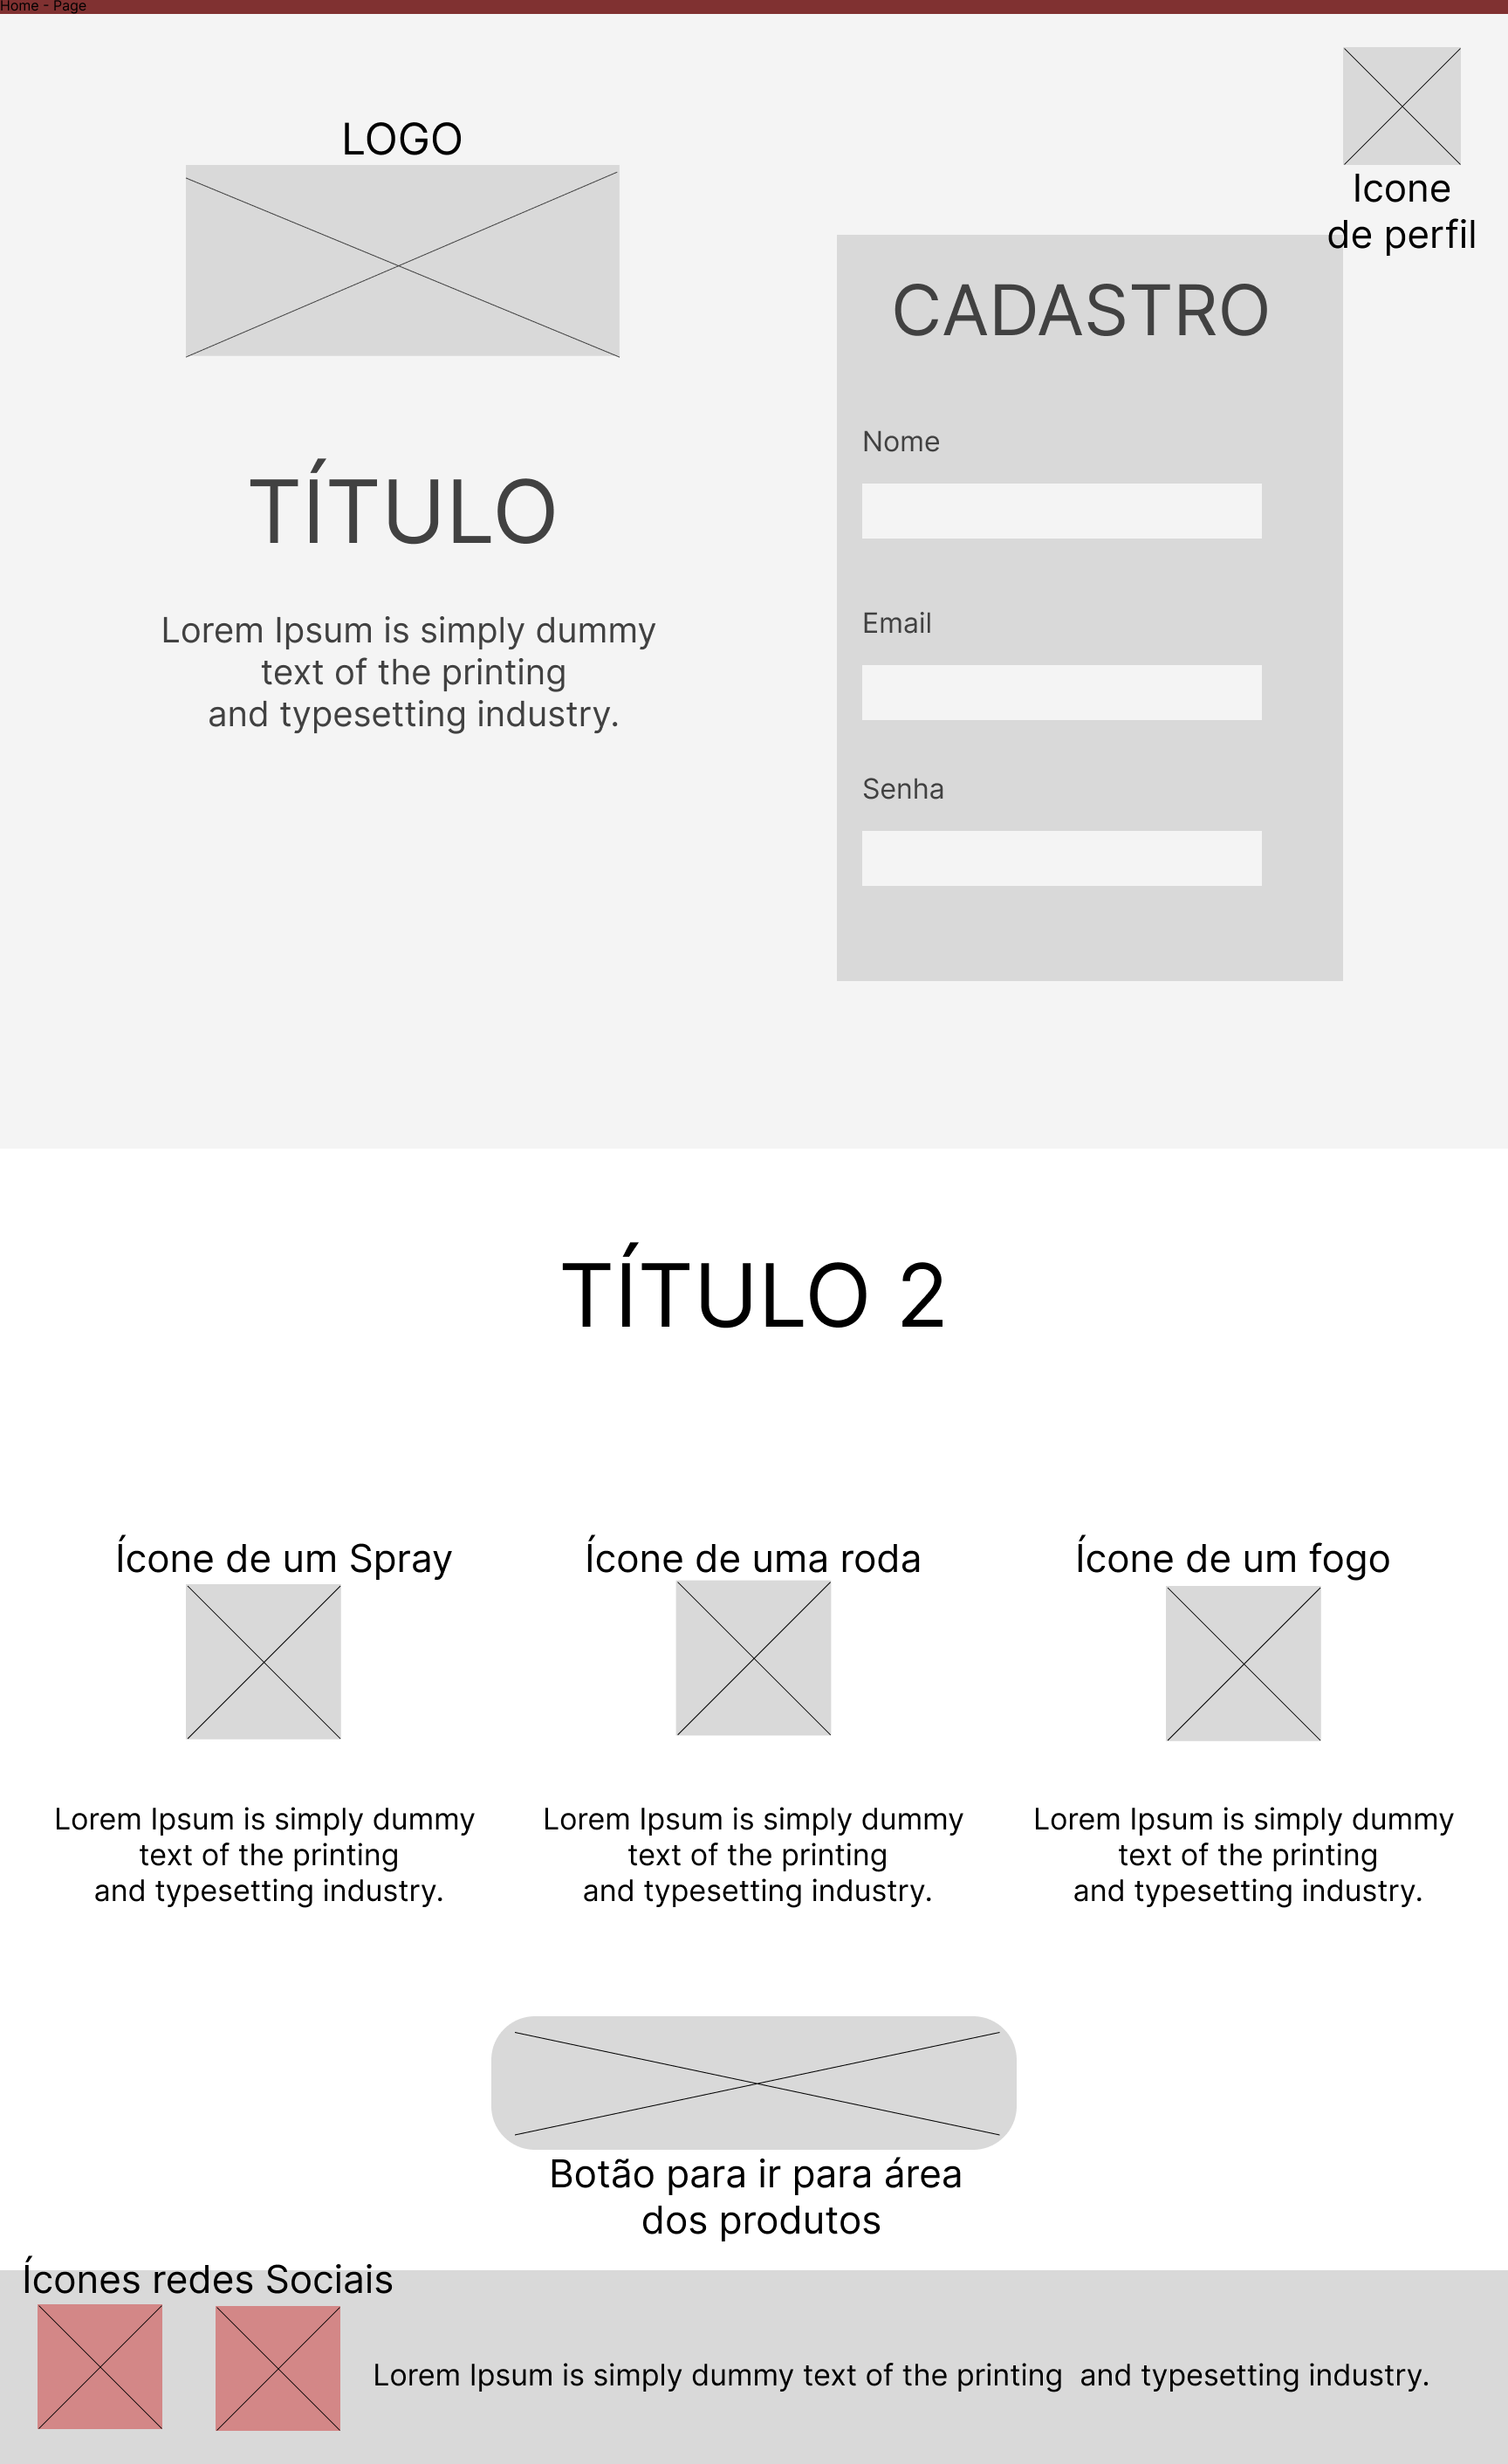 Home - Page
LOGO
Icone
de perfil
TÍTULO
Lorem Ipsum is simply dummy
text of the printing
and typesetting industry.
CADASTRO
Nome
Email
Senha
TÍTULO 2
Ícone de um Spray
Lorem Ipsum is simply dummy
text of the printing
and typesetting industry.
Ícone de uma roda
Lorem Ipsum is simply dummy
text of the printing
and typesetting industry.
Ícone de um fogo
Lorem Ipsum is simply dummy
text of the printing
and typesetting industry.
Botão para ir para área
dos produtos
Ícones redes Sociais
Lorem Ipsum is simply dummy text of the printing  and typesetting industry.